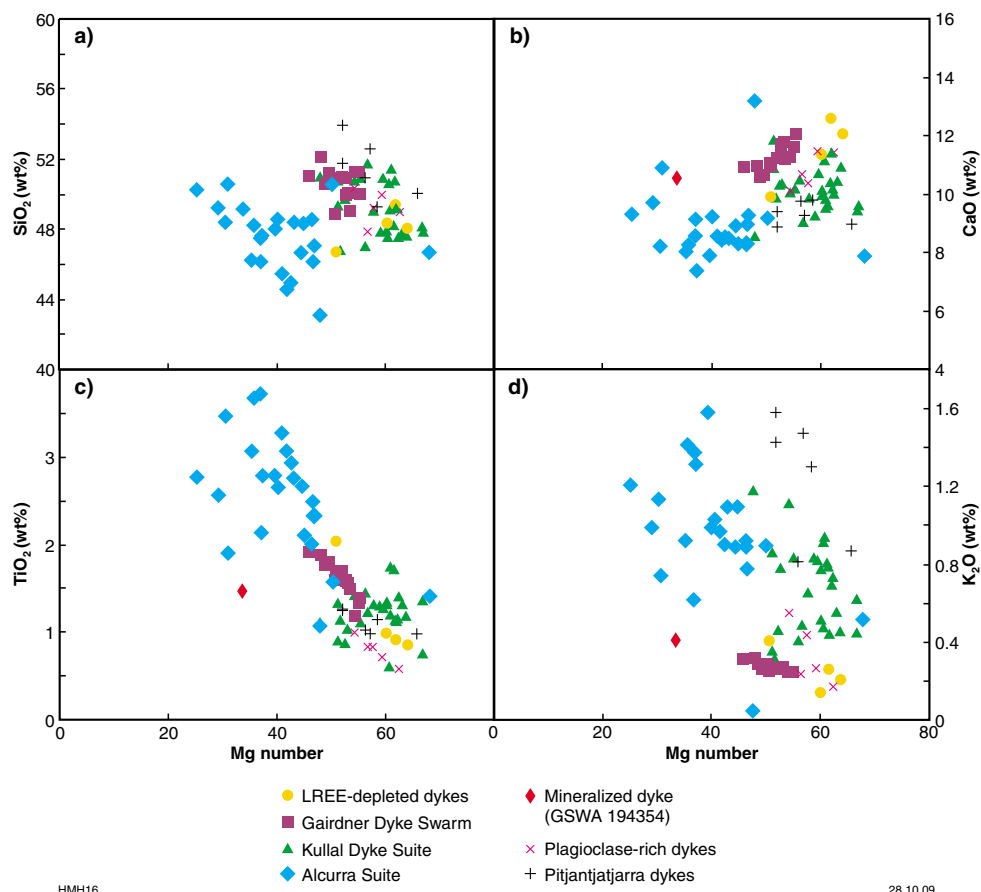 a)
b)
60
56
52
48
44
40
SiO2 (wt%)
16
14
12
10
8
6
4
CaO (wt%)
c)
d)
3
2
1
0
TiO2 (wt%)
1.6
1.2
0.8
0.4
0
K2O (wt%)
0 20 40 60 0 20 40 60 80
Mg number
Mg number
LREE-depleted dykes
Gairdner Dyke Swarm
Kullal Dyke Suite
Alcurra Suite
Mineralized dyke
(GSWA 194354)
Plagioclase-rich dykes
Pitjantjatjarra dykes
HMH16
28.10.09